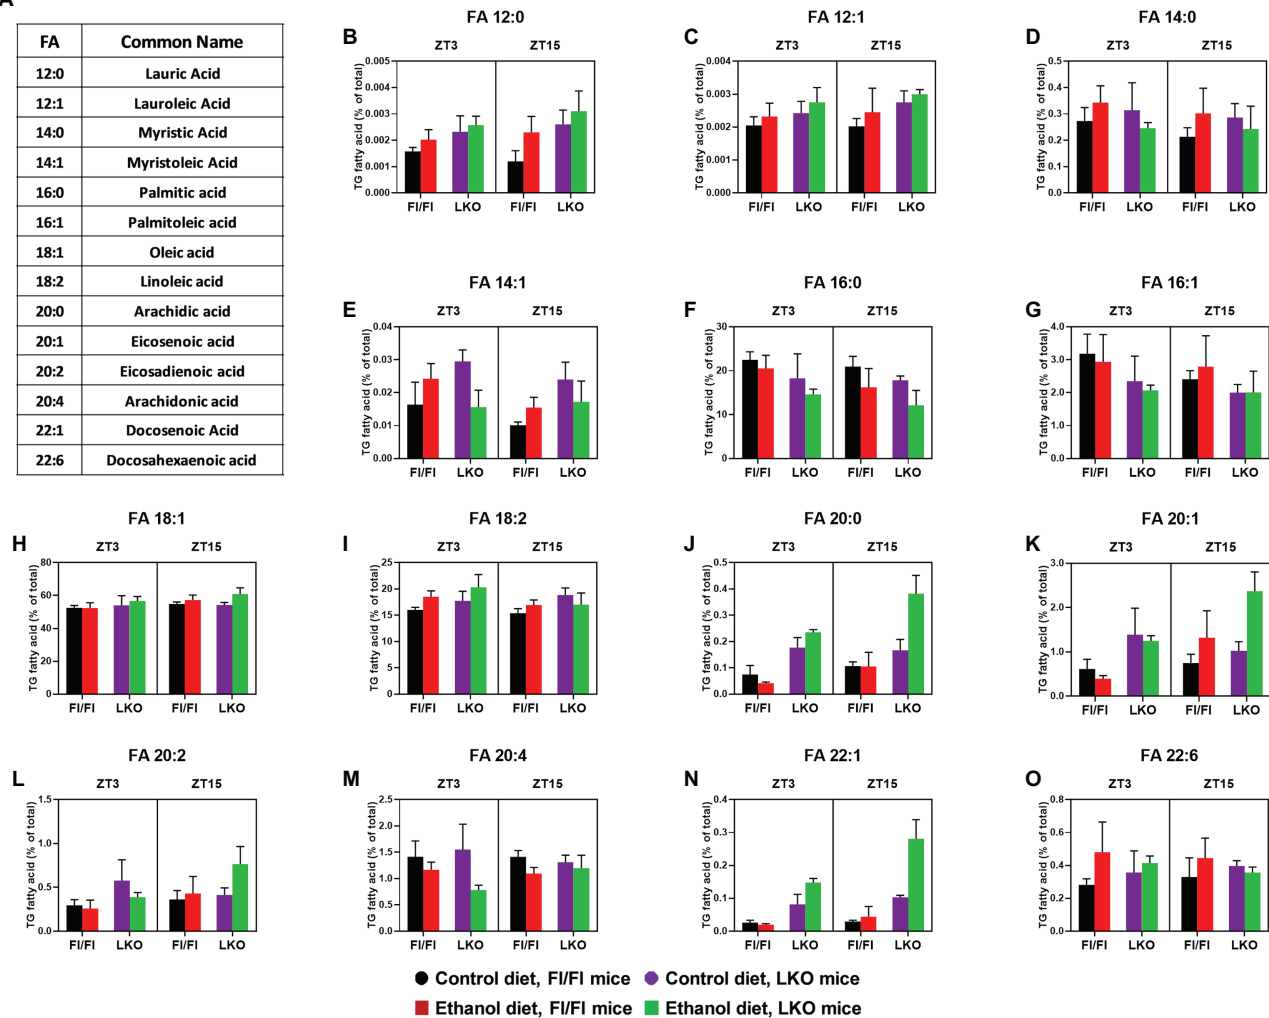 A
FA Common Name
12:0 Lauric Acid
12:1 Lauroleic Acid
14:0 Myristic Acid
14:1 Myristoleic Acid
16:0 Palmitic acid
16:1 Palmitoleic acid
18:1 Oleic acid
18:2 Linoleic acid
20:0 Arachidic acid
20:1 Eicosenoic acid
20:2 Eicosadienoic acid
20:4 Arachidonic acid
22:1 Docosenoic Acid
22:6 Docosahexaenoic acid
FA 12:0
B
ZT3 ZT15
TG fatty acid (% of total)
0.005
0.004
0.003
0.002
0.001
0.000
Fl/Fl LKO Fl/Fl LKO
FA 12:1
C
ZT3 ZT15
TG fatty acid (% of total)
0.004
0.003
0.002
0.001
0.000
Fl/Fl LKO Fl/Fl LKO
FA 14:0
D
ZT3 ZT15
TG fatty acid (% of total)
0.5
0.4
0.3
0.2
0.1
0.0
Fl/Fl LKO Fl/Fl LKO
FA 14:1
E
ZT3 ZT15
TG fatty acid (% of total)
0.04
0.03
0.02
0.01
0.00
Fl/Fl LKO Fl/Fl LKO
FA 16:0
F
ZT3 ZT15
TG fatty acid (% of total)
30
20
10
0
Fl/Fl LKO Fl/Fl LKO
FA 16:1
G
ZT3 ZT15
TG fatty acid (% of total)
4.0
3.0
2.0
1.0
0.0
Fl/Fl LKO Fl/Fl LKO
FA 18:1
H
ZT3 ZT15
TG fatty acid (% of total)
80
60
40
20
0
Fl/Fl LKO Fl/Fl LKO
FA 18:2
I
ZT3 ZT15
TG fatty acid (% of total)
25
20
15
10
5
0
Fl/Fl LKO Fl/Fl LKO
FA 20:0
J
ZT3 ZT15
TG fatty acid (% of total)
0.5
0.4
0.3
0.2
0.1
0.0
Fl/Fl LKO Fl/Fl LKO
FA 20:1
K
ZT3 ZT15
TG fatty acid (% of total)
3.0
2.0
1.0
0.0
Fl/Fl LKO Fl/Fl LKO
FA 20:2
L
ZT3 ZT15
TG fatty acid (% of total)
1.5
1.0
0.5
0.0
Fl/Fl LKO Fl/Fl LKO
FA 20:4
M
ZT3 ZT15
TG fatty acid (% of total)
2.5
2.0
1.5
1.0
0.5
0.0
Fl/Fl LKO Fl/Fl LKO
FA 22:1
N
ZT3 ZT15
TG fatty acid (% of total)
0.4
0.3
0.2
0.1
0.0
Fl/Fl LKO Fl/Fl LKO
FA 22:6
O
ZT3 ZT15
TG fatty acid (% of total)
0.8
0.6
0.4
0.2
0.0
Fl/Fl LKO Fl/Fl LKO
Control diet, Fl/Fl mice Control diet, LKO mice
Ethanol diet, Fl/Fl mice Ethanol diet, LKO mice